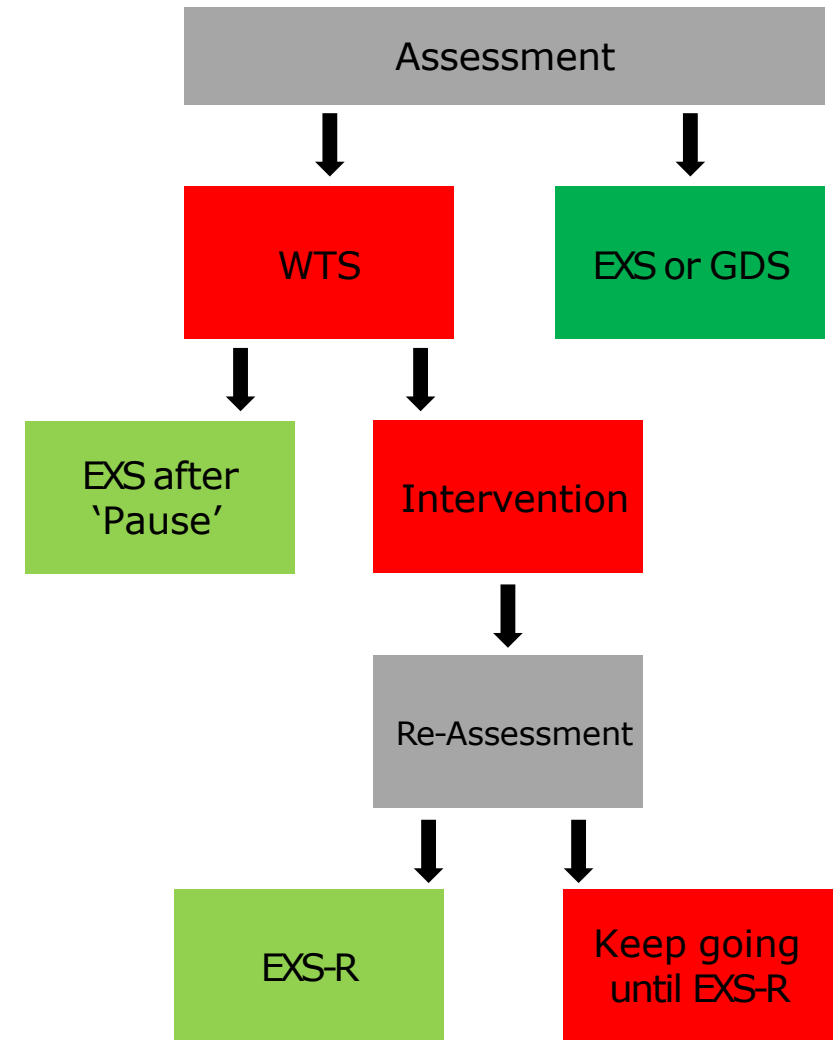 Assessment
WTS
EXS or GDS
EXS after
‘Pause’
Intervention
Re-Assessment
EXS-R
Keep going
until EXS-R